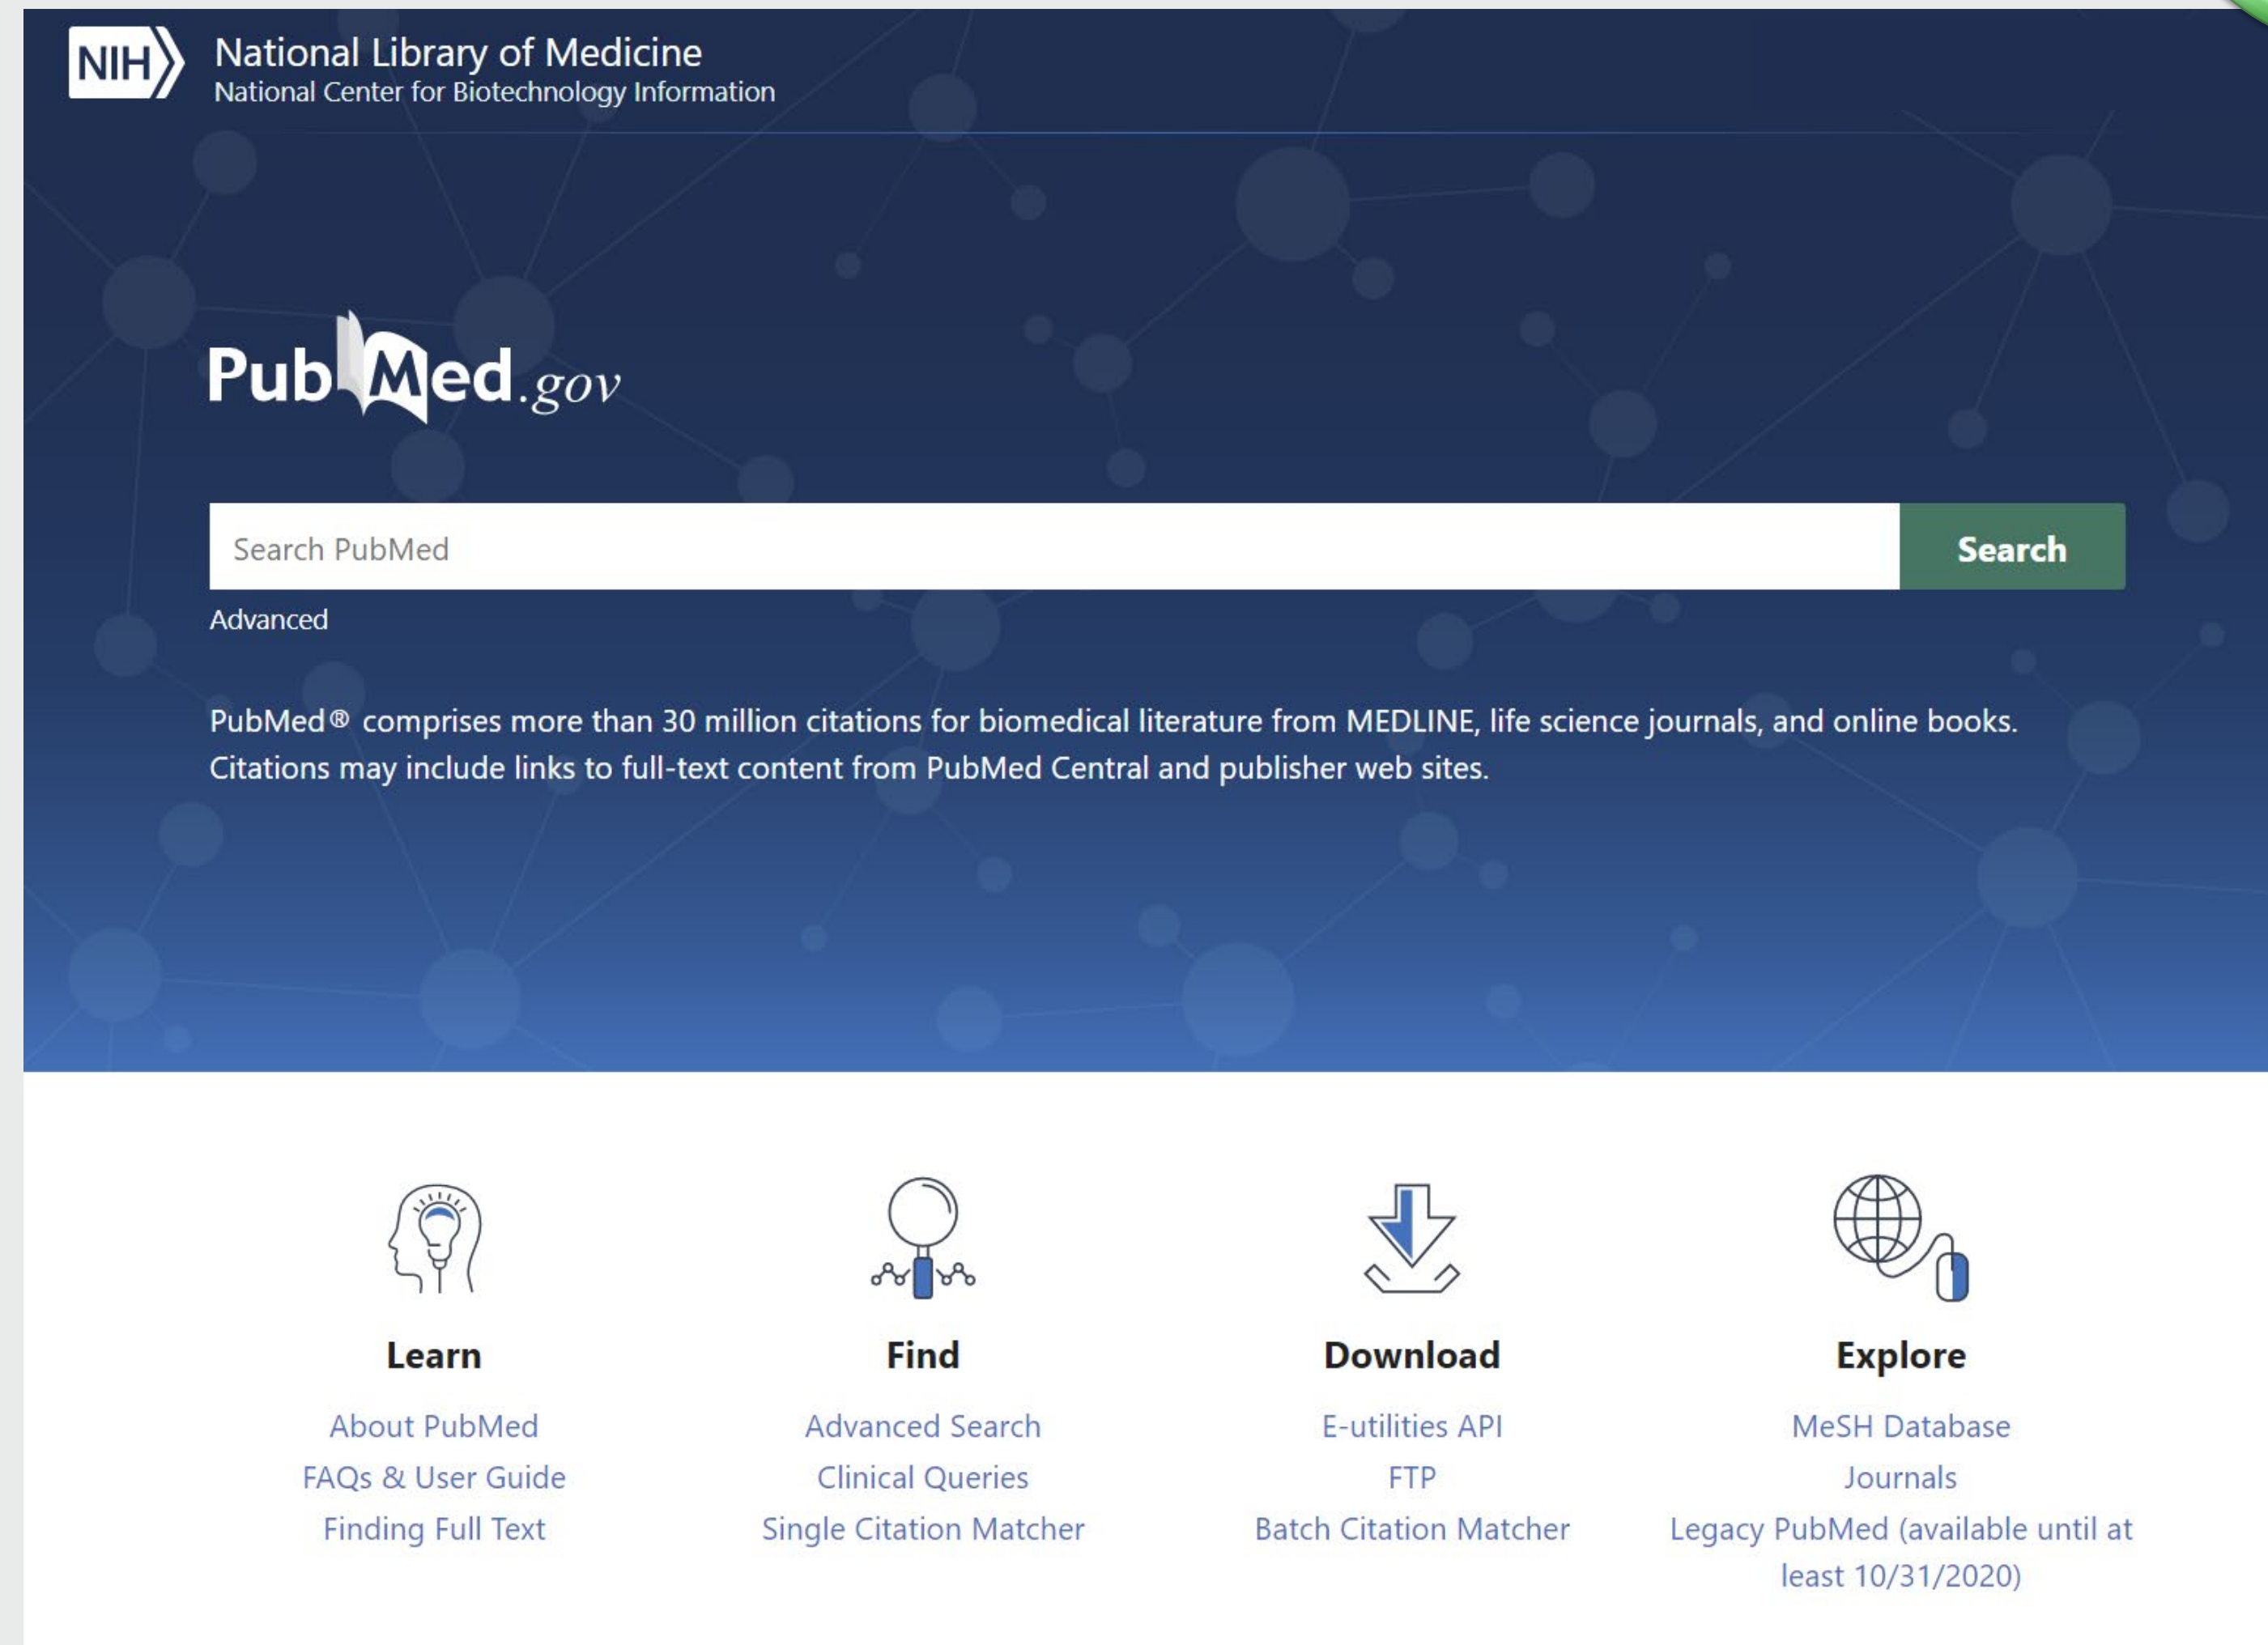 NIH
National Library of Medicine
National Center for Biotechnology Information
PubMed.gov
Search PubMed
Search
Advanced
PubMed® comprises more than 30 million citations for biomedical literature from MEDLINE, life science journals, and online books.
Citations may include links to full-text content from PubMed Central and publisher web sites.
Learn
About PubMed
FAQs & User Guide
Finding Full Text
Find
Advanced Search
Clinical Queries
Single Citation Matcher
Download
E-utilities API
FTP
Batch Citation Matcher
Explore
MeSH Database
Journals
Legacy PubMed (available until at
least 10/31/2020)